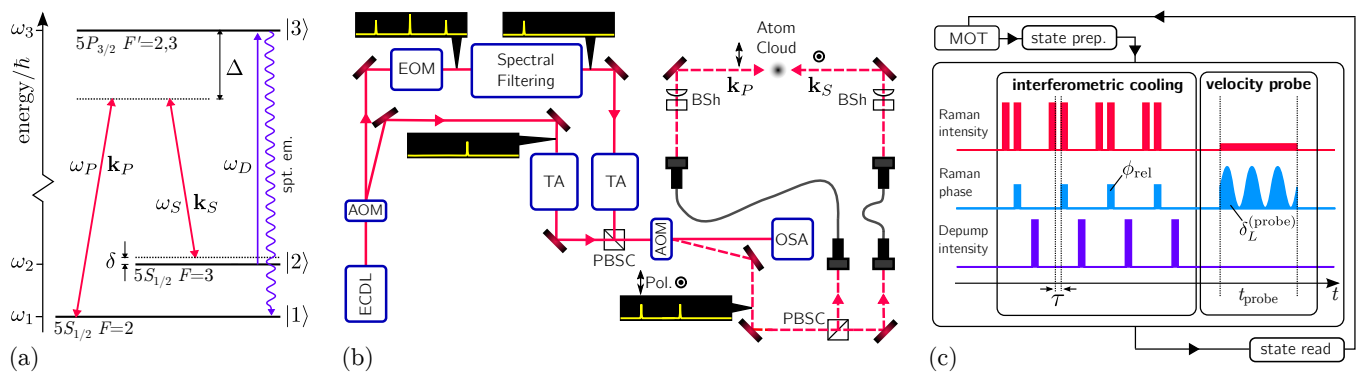 energy/ħ
ω3
ω2
ω1
5P3/2 F'=2,3
|3⟩
Δ
ωP kP
ωS kS
ωD
spt. em.
δ
|2⟩
5S1/2 F=3
|1⟩
5S1/2 F=2
(a)
EOM
Spectral
Filtering
Atom
Cloud
kP
kS
BSh
BSh
TA
TA
AOM
ECDL
PBSC
AOM
OSA
Pol.
PBSC
(b)
MOT
state prep.
interferometric cooling
velocity probe
Raman
intensity
Raman
phase
ϕrel
δL(probe)
Depump
intensity
τ
tprobe
t
state read
(c)